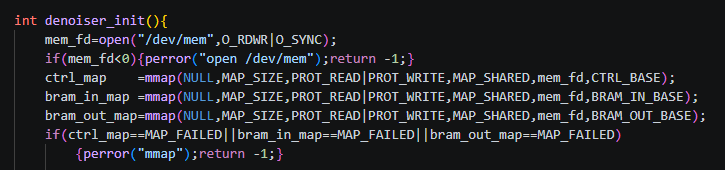 int denoiser_init(){
    mem_fd=open("/dev/mem",O_RDWR|O_SYNC);
    if(mem_fd<0){perror("open /dev/mem");return -1;}
    ctrl_map    =mmap(NULL,MAP_SIZE,PROT_READ|PROT_WRITE,MAP_SHARED,mem_fd,CTRL_BASE);
    bram_in_map =mmap(NULL,MAP_SIZE,PROT_READ|PROT_WRITE,MAP_SHARED,mem_fd,BRAM_IN_BASE);
    bram_out_map=mmap(NULL,MAP_SIZE,PROT_READ|PROT_WRITE,MAP_SHARED,mem_fd,BRAM_OUT_BASE);
    if(ctrl_map==MAP_FAILED||bram_in_map==MAP_FAILED||bram_out_map==MAP_FAILED)
        {perror("mmap");return -1;}